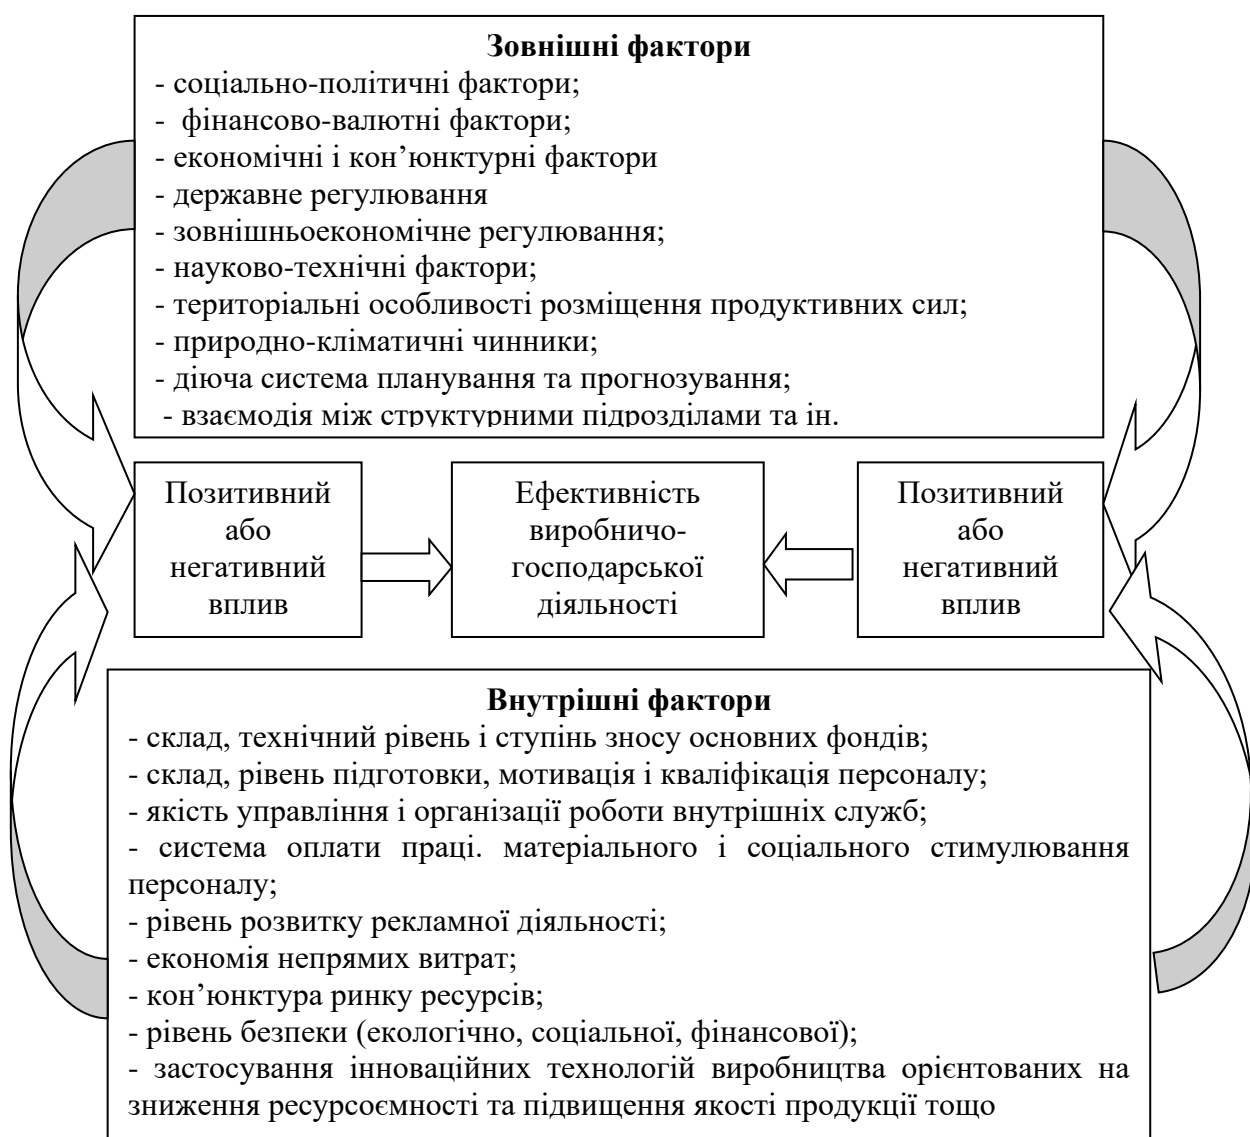 Зовнішні фактори
- соціально-політичні фактори;
- фінансово-валютні фактори;
- економічні і кон’юнктурні фактори
- державне регулювання
- зовнішньоекономічне регулювання;
- науково-технічні фактори;
- територіальні особливості розміщення продуктивних сил;
- природно-кліматичні чинники;
- діюча система планування та прогнозування;
- взаємодія між структурними підрозділами та ін.
Позитивний
або
негативний
вплив
Ефективність
виробничо-
господарської
діяльності
Позитивний
або
негативний
вплив
Внутрішні фактори
- склад, технічний рівень і ступінь зносу основних фондів;
- склад, рівень підготовки, мотивація і кваліфікація персоналу;
- якість управління і організації роботи внутрішніх служб;
- система оплати праці. матеріального і соціального стимулювання
персоналу;
- рівень розвитку рекламної діяльності;
- економія непрямих витрат;
- кон’юнктура ринку ресурсів;
- рівень безпеки (екологічно, соціальної, фінансової);
- застосування інноваційних технологій виробництва орієнтованих на
зниження ресурсоємності та підвищення якості продукції тощо